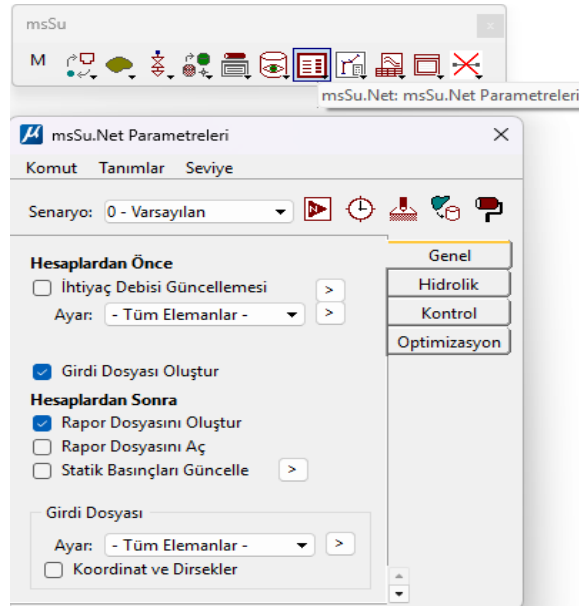 msSu
M
msSu.Net: msSu.Net Parametreleri
msSu.Net Parametreleri
Komut Tanımlar Seviye
Senaryo: 0 - Varsayılan
Genel
Hidrolik
Kontrol
Optimizasyon
Hesaplardan Önce
İhtiyaç Debisi Güncellemesi >
Ayar: - Tüm Elemanlar - >
Girdi Dosyası Oluştur
Hesaplardan Sonra
Rapor Dosyasını Oluştur
Rapor Dosyasını Aç
Statik Basınçları Güncelle >
Girdi Dosyası
Ayar: - Tüm Elemanlar - >
Koordinat ve Dirsekler